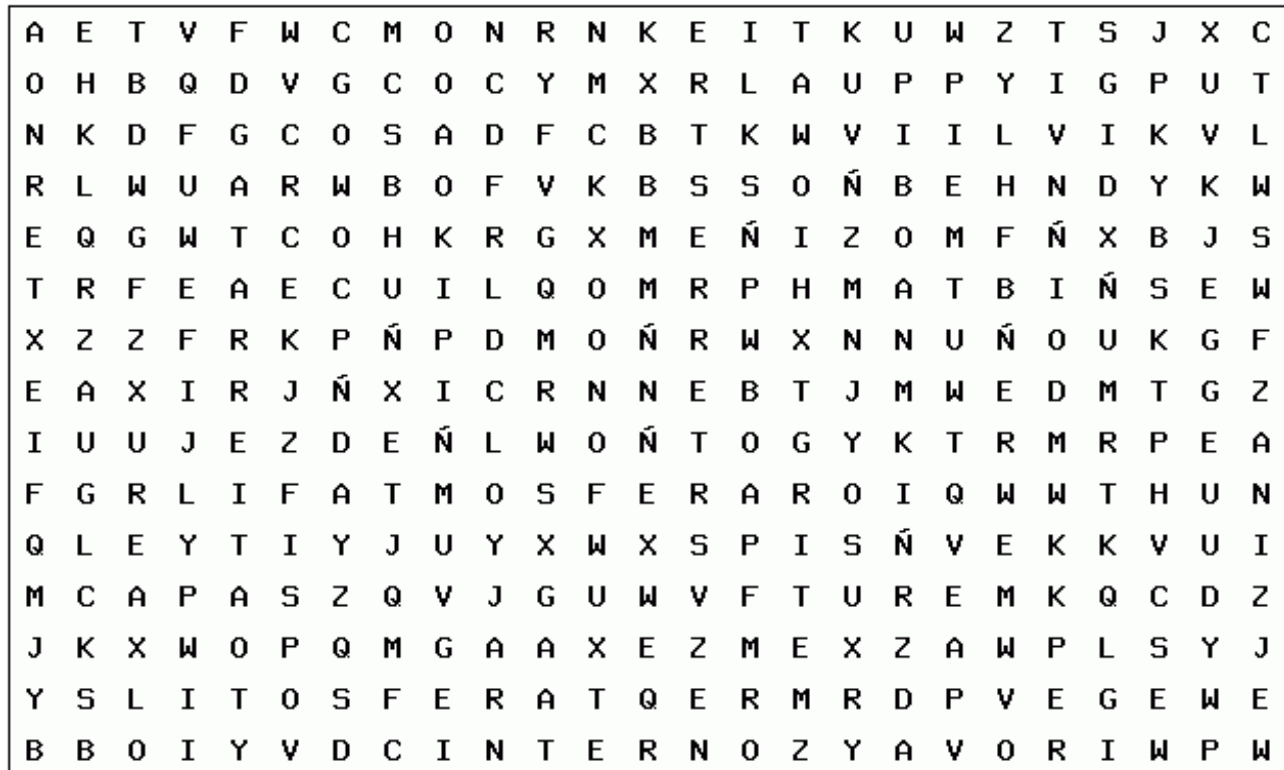 A E T V F W C M O N R N K E I T K U W Z T S J X C
O H B Q D V G C O C Y M X R L A U P P Y I G P U T
N K D F G C O S A D F C B T K W V I I L V I K V L
R L W U A R W B O F V K B S S O Ñ B E H N D Y K W
E Q G W T C O H K R G X M E Ñ I Z O M F Ñ X B J S
T R F E A E C U I L Q O M R P H M A T B I Ñ S E W
X Z Z F R K P Ñ P D M O Ñ R W X N N U Ñ O U K G F
E A X I R J Ñ X I C R N N E B T J M W E D M T G Z
I U U J E Z D E Ñ L W O Ñ T O G Y K T R M R P E A
F G R L I F A T M O S F E R A R O I Q W W T H U N
Q L E Y T I Y J U Y X W X S P I S Ñ V E K K V U I
M C A P A S Z Q V J G U W V F T U R E M K Q C D Z
J K X W O P Q M G A A X E Z M E X Z A W P L S Y J
Y S L I T O S F E R A T Q E R M R D P V E G E W E
B B O I Y V D C I N T E R N O Z Y A V O R I W P W